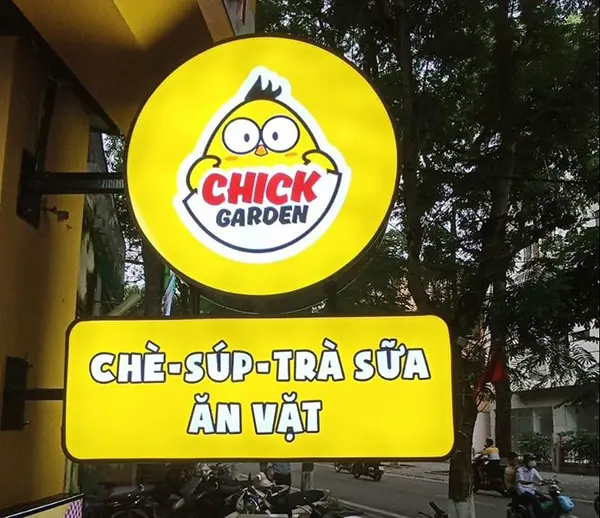 CHICK
GARDEN
CHÈ-SÚP-TRÀ SỮA
ĂN VẶT